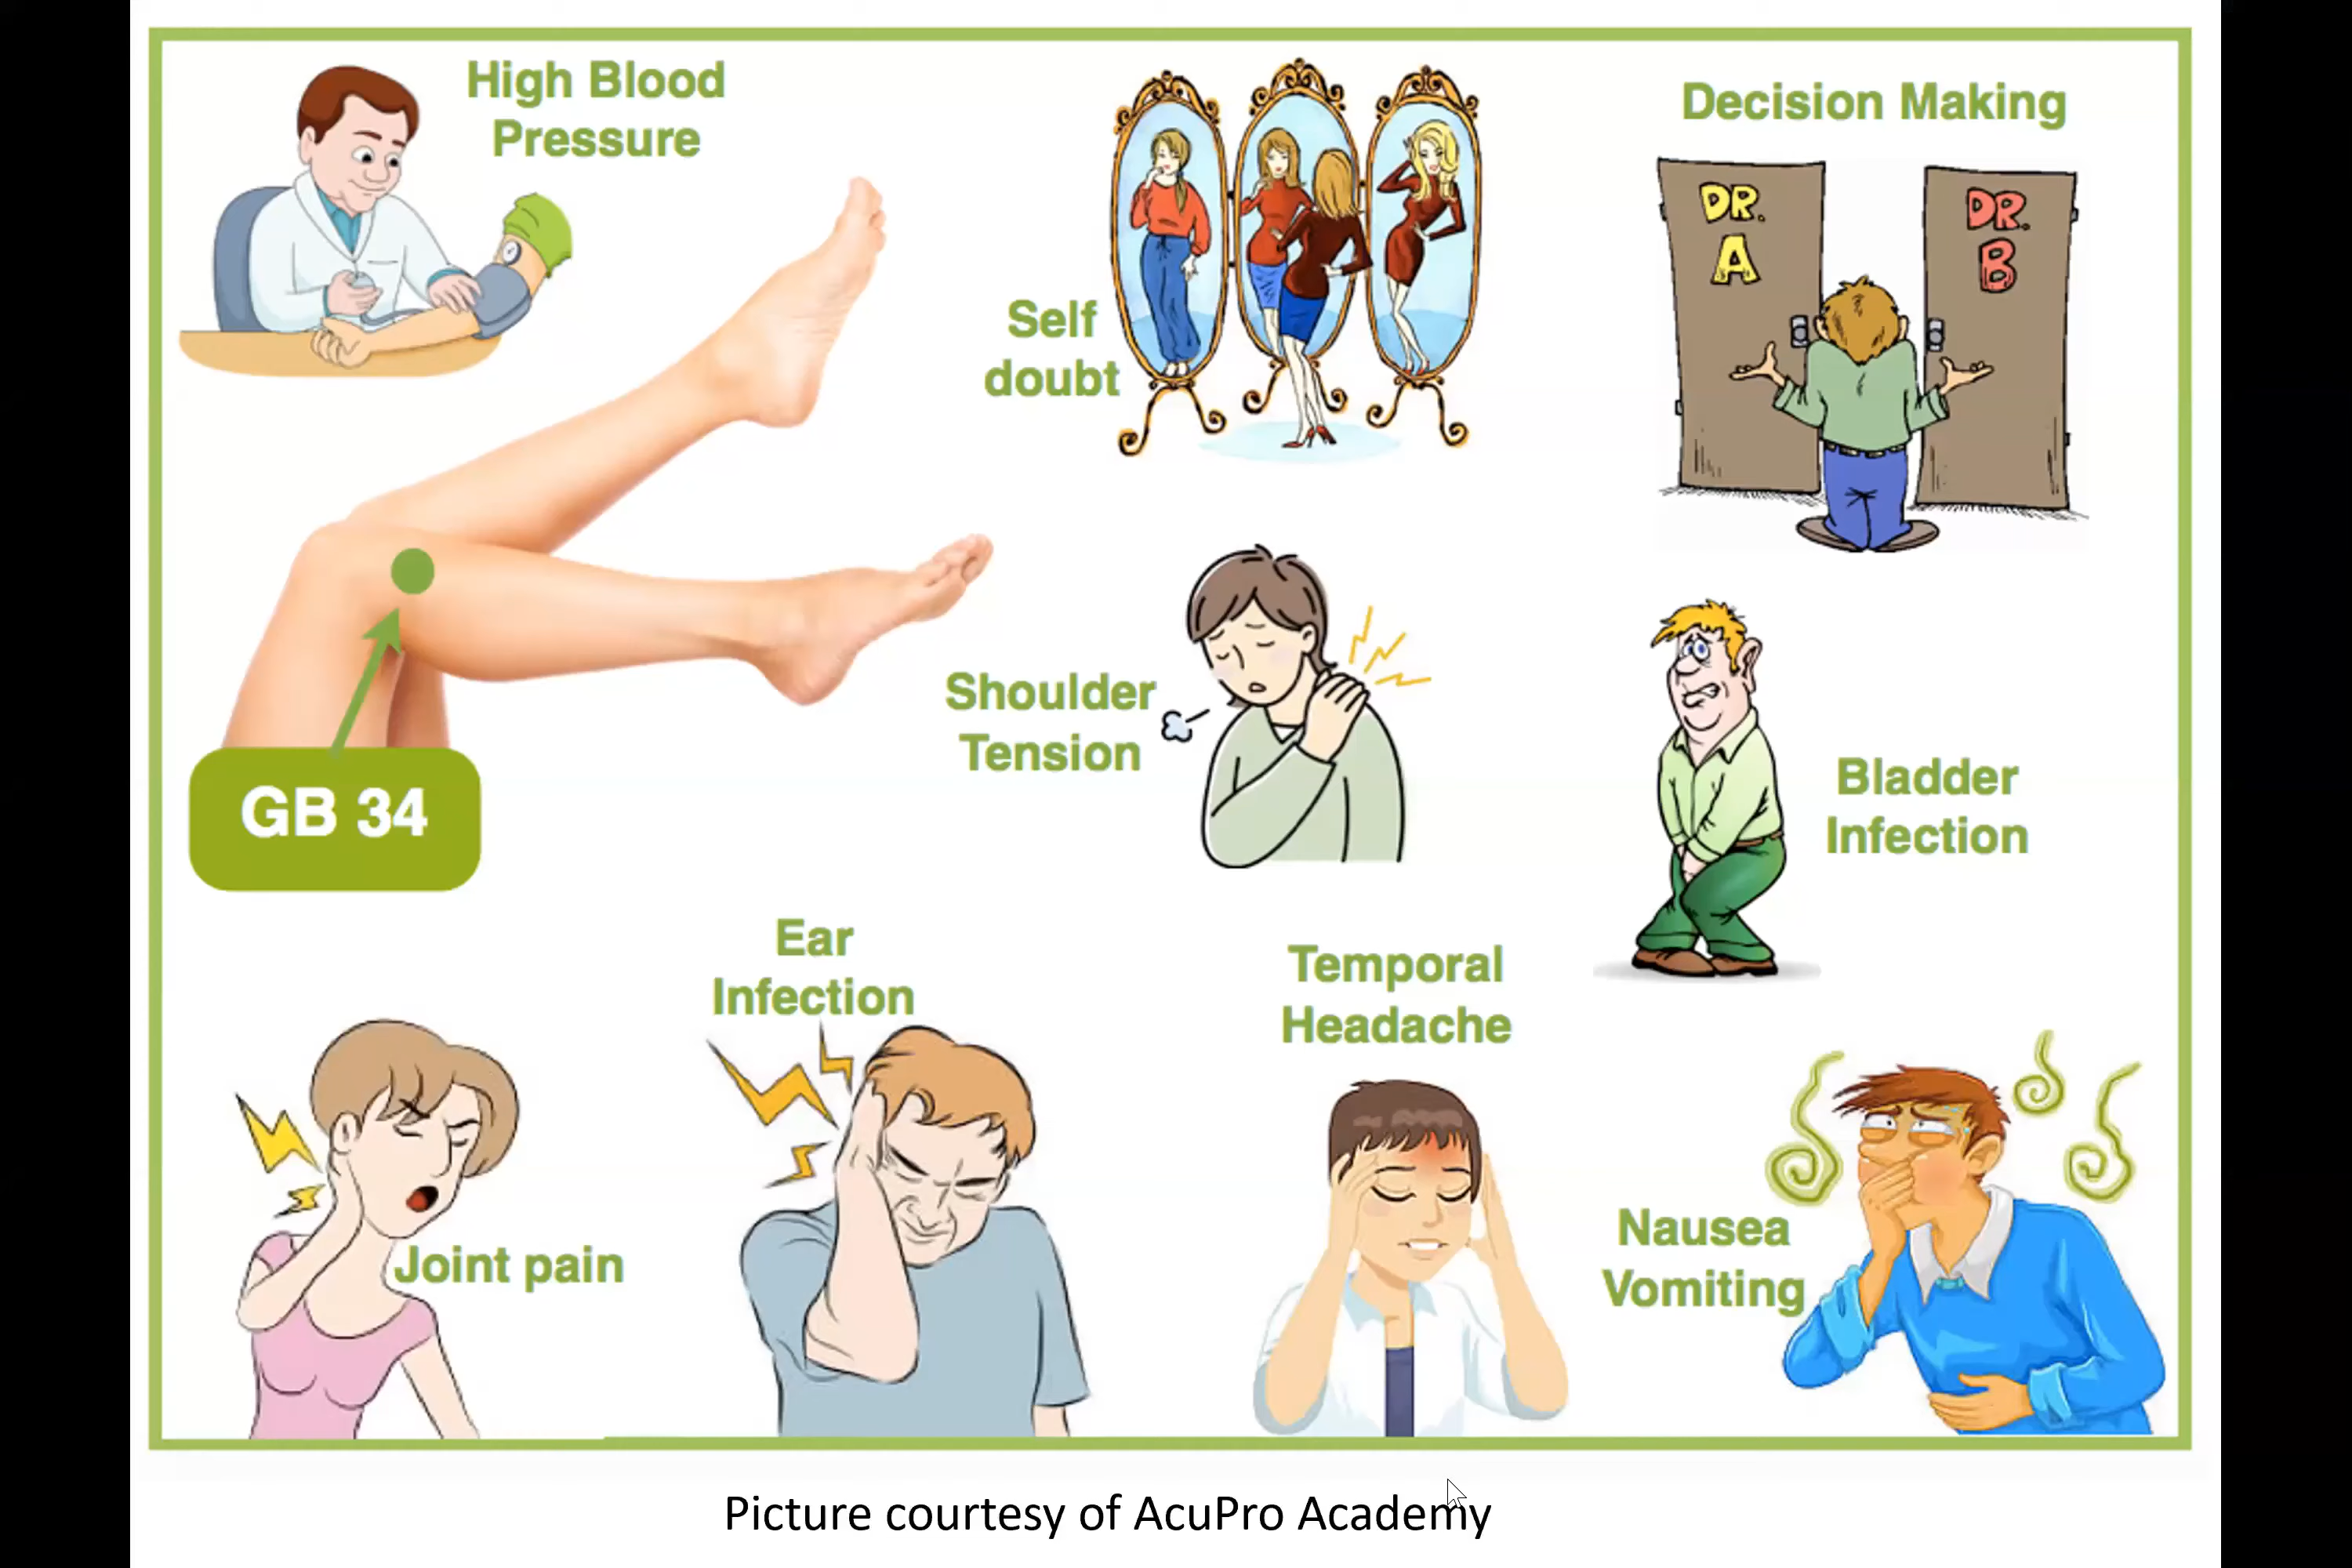 High Blood
Pressure
Decision Making
DR.
A
DR.
B
Self
doubt
Shoulder
Tension
GB 34
Bladder
Infection
Ear
Infection
Temporal
Headache
Joint pain
Nausea
Vomiting
Picture courtesy of AcuPro Academy